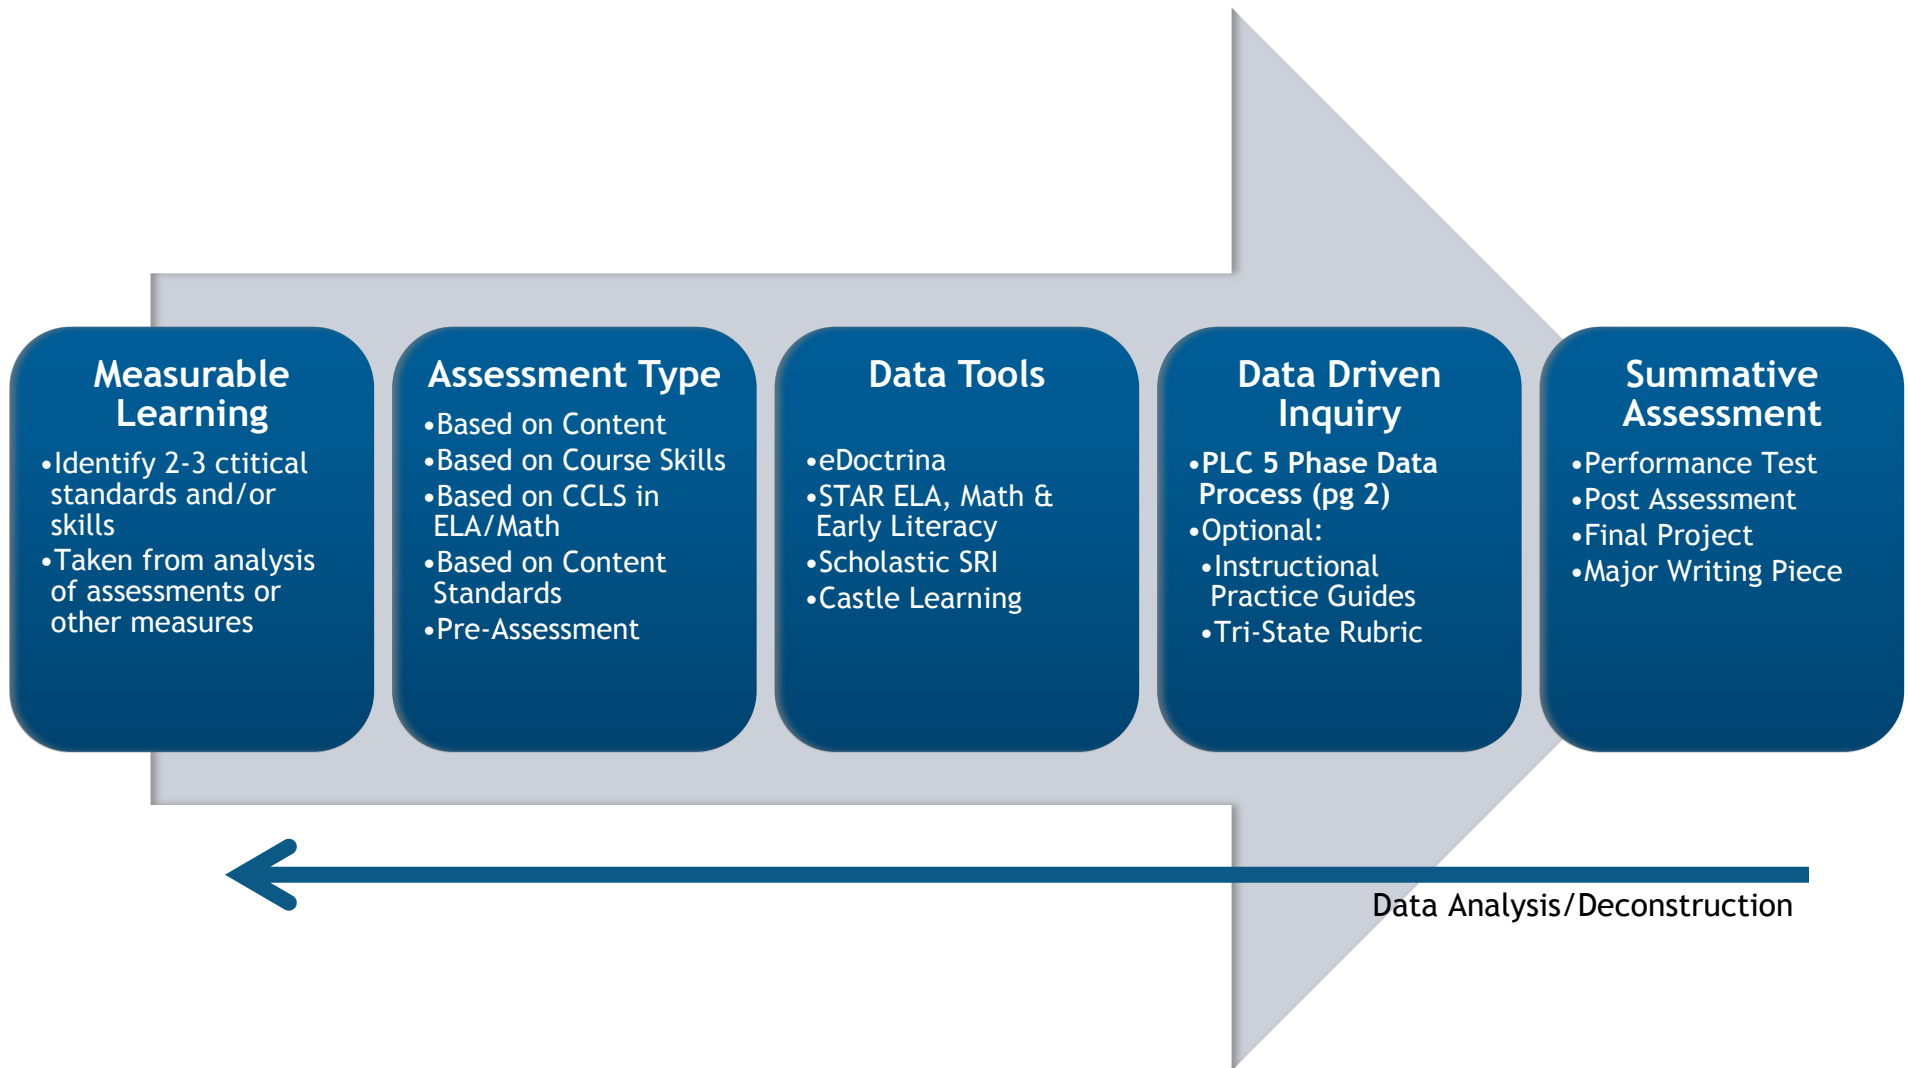 Measurable
Learning
•Identify 2-3 ctitical
standards and/or
skills
•Taken from analysis
of assessments or
other measures
Assessment Type
•Based on Content
•Based on Course Skills
•Based on CCLS in
ELA/Math
•Based on Content
Standards
•Pre-Assessment
Data Tools
•eDoctrina
•STAR ELA, Math &
Early Literacy
•Scholastic SRI
•Castle Learning
Data Driven
Inquiry
•PLC 5 Phase Data
Process (pg 2)
•Optional:
•Instructional
Practice Guides
•Tri-State Rubric
Summative
Assessment
•Performance Test
•Post Assessment
•Final Project
•Major Writing Piece
Data Analysis/Deconstruction